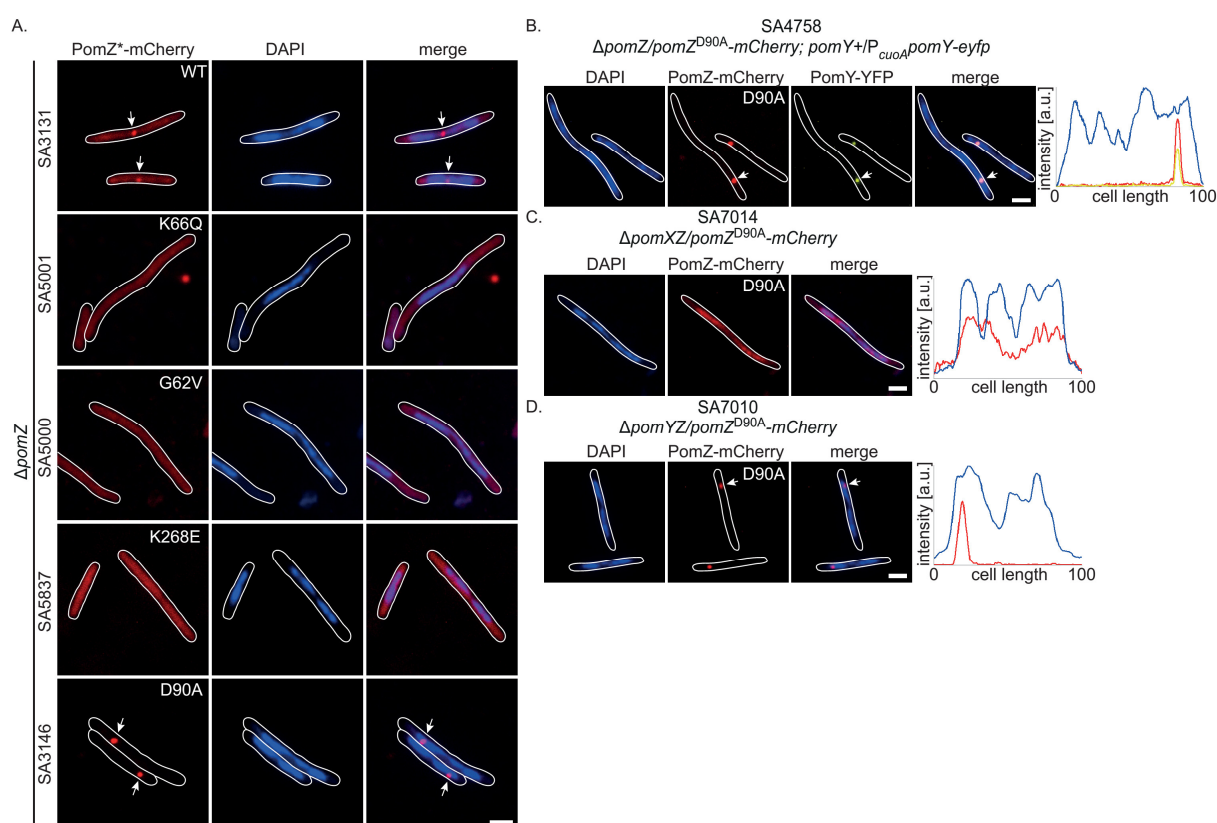 A.
PomZ*-mCherry DAPI merge
ΔpomZ
SA3131
WT
SA5001
K66Q
SA5000
G62V
SA5837
K268E
SA3146
D90A
B.
SA4758
ΔpomZ/pomZD90A-mCherry; pomY+/PcuoApomY-eyfp
DAPI PomZ-mCherry PomY-YFP merge
D90A
intensity [a.u.]
0 cell length 100
C.
SA7014
ΔpomXZ/pomZD90A-mCherry
DAPI PomZ-mCherry merge
D90A
intensity [a.u.]
0 cell length 100
D.
SA7010
ΔpomYZ/pomZD90A-mCherry
DAPI PomZ-mCherry merge
D90A
intensity [a.u.]
0 cell length 100